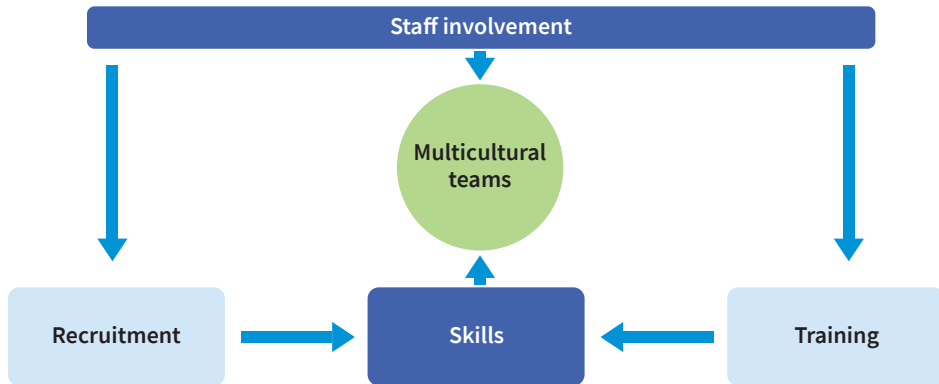 Staff involvement
Multicultural
teams
Recruitment
Skills
Training